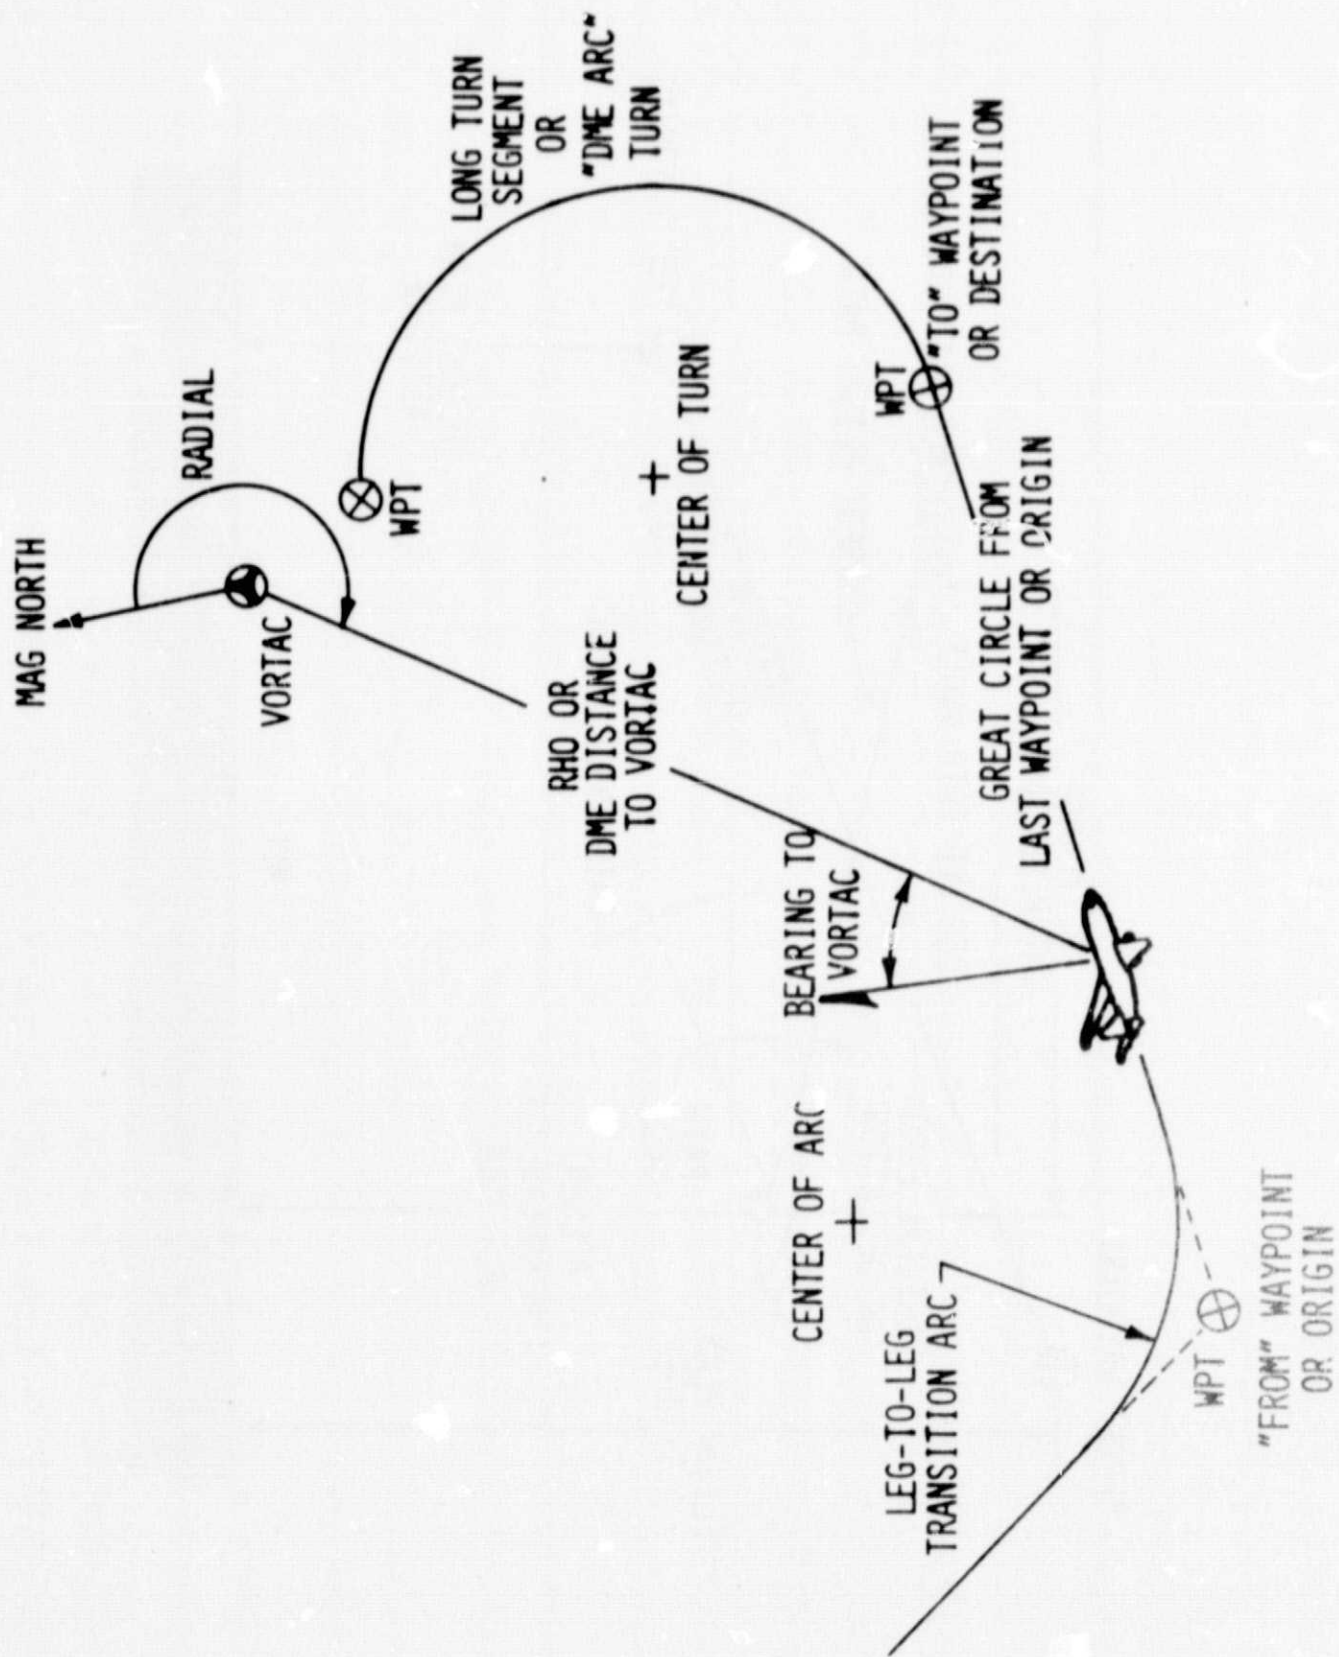 MAG NORTH
RADIAL
VORTAC
WPT
LONG TURN
SEGMENT
OR
"DME ARC"
TURN
RHO OR
DME DISTANCE
TO VORTAC
+
CENTER OF TURN
WPT
"TO" WAYPOINT
OR DESTINATION
GREAT CIRCLE FROM
LAST WAYPOINT OR ORIGIN
BEARING TO
VORTAC
CENTER OF ARC
+
LEG-TO-LEG
TRANSITION ARC
WPT
"FROM" WAYPOINT
OR ORIGIN